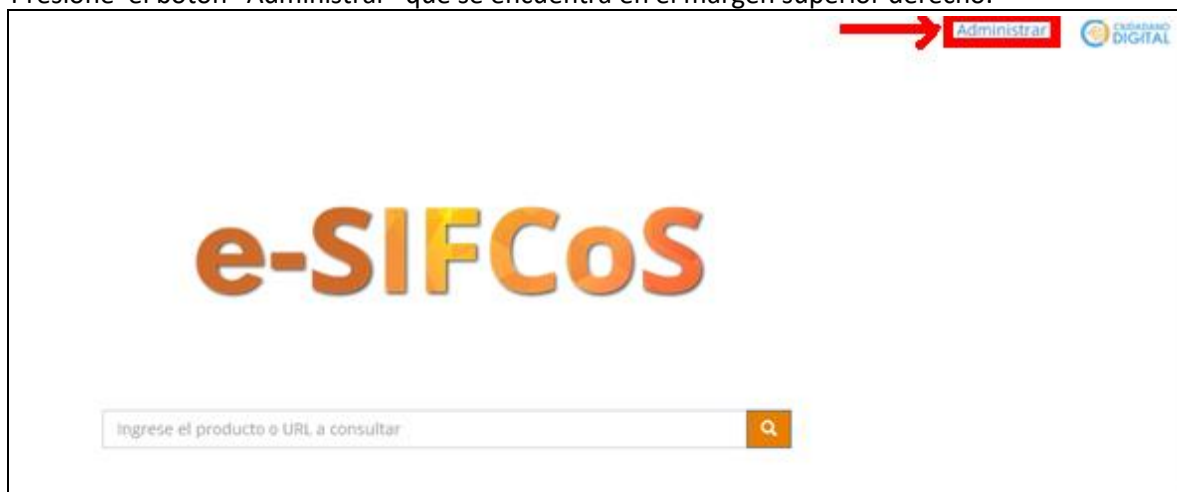 Presione el botón "Administrar" que se encuentra en el margen superior derecho.
Administrar
CIUDADANO
DIGITAL
e-SIFCoS
Ingrese el producto o URL a consultar